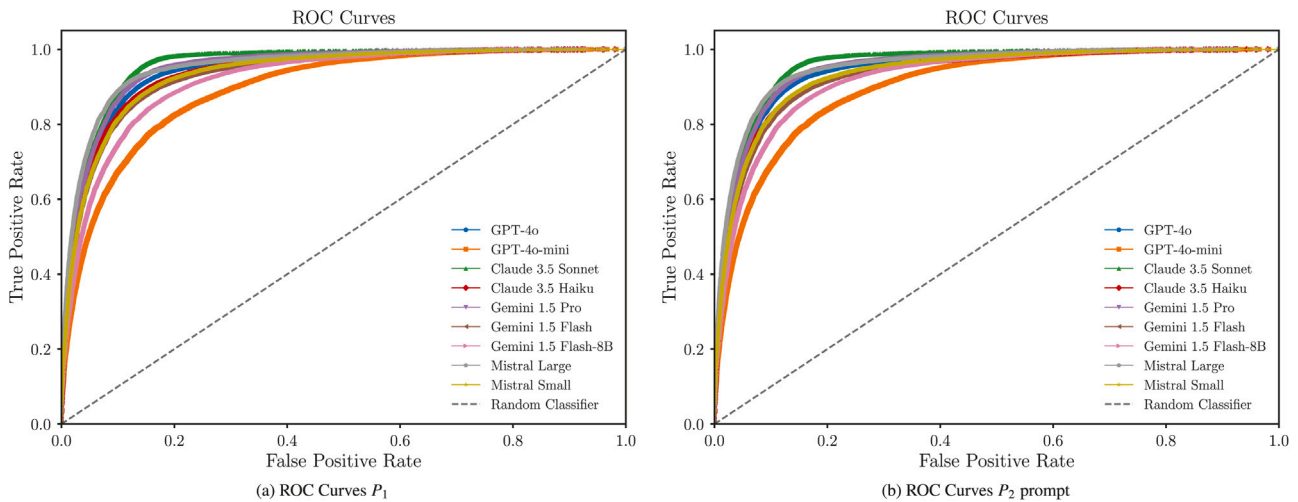 ROC Curves
True Positive Rate
1.0
0.8
0.6
0.4
0.2
0.0
GPT-4o
GPT-4o-mini
Claude 3.5 Sonnet
Claude 3.5 Haiku
Gemini 1.5 Pro
Gemini 1.5 Flash
Gemini 1.5 Flash-8B
Mistral Large
Mistral Small
Random Classifier
0.0 0.2 0.4 0.6 0.8 1.0
False Positive Rate
(a) ROC Curves P₁
ROC Curves
True Positive Rate
1.0
0.8
0.6
0.4
0.2
0.0
GPT-4o
GPT-4o-mini
Claude 3.5 Sonnet
Claude 3.5 Haiku
Gemini 1.5 Pro
Gemini 1.5 Flash
Gemini 1.5 Flash-8B
Mistral Large
Mistral Small
Random Classifier
0.0 0.2 0.4 0.6 0.8 1.0
False Positive Rate
(b) ROC Curves P₂ prompt